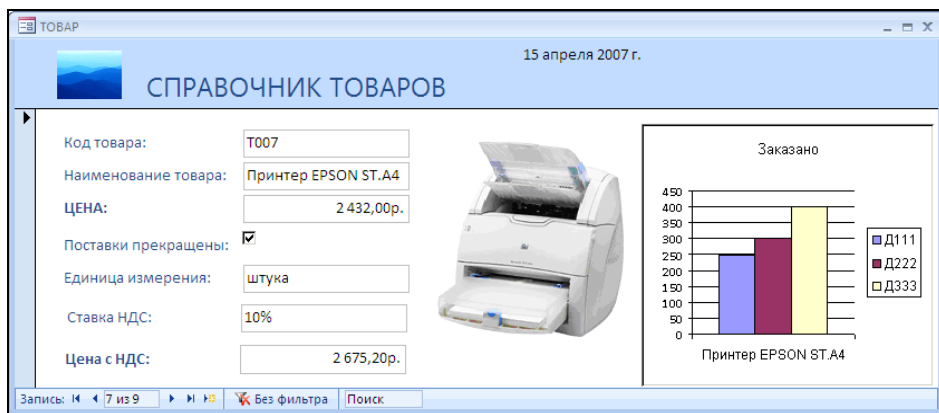 ТОВАР
15 апреля 2007 г.
СПРАВОЧНИК ТОВАРОВ
Код товара: Т007
Наименование товара: Принтер EPSON ST.A4
ЦЕНА: 2 432,00р.
Поставки прекращены:
Единица измерения: штука
Ставка НДС: 10%
Цена с НДС: 2 675,20р.
Заказано
450
400
350
300
250
200
150
100
50
0
Принтер EPSON ST.A4
Д111
Д222
Д333
Запись: 7 из 9 Без фильтра Поиск